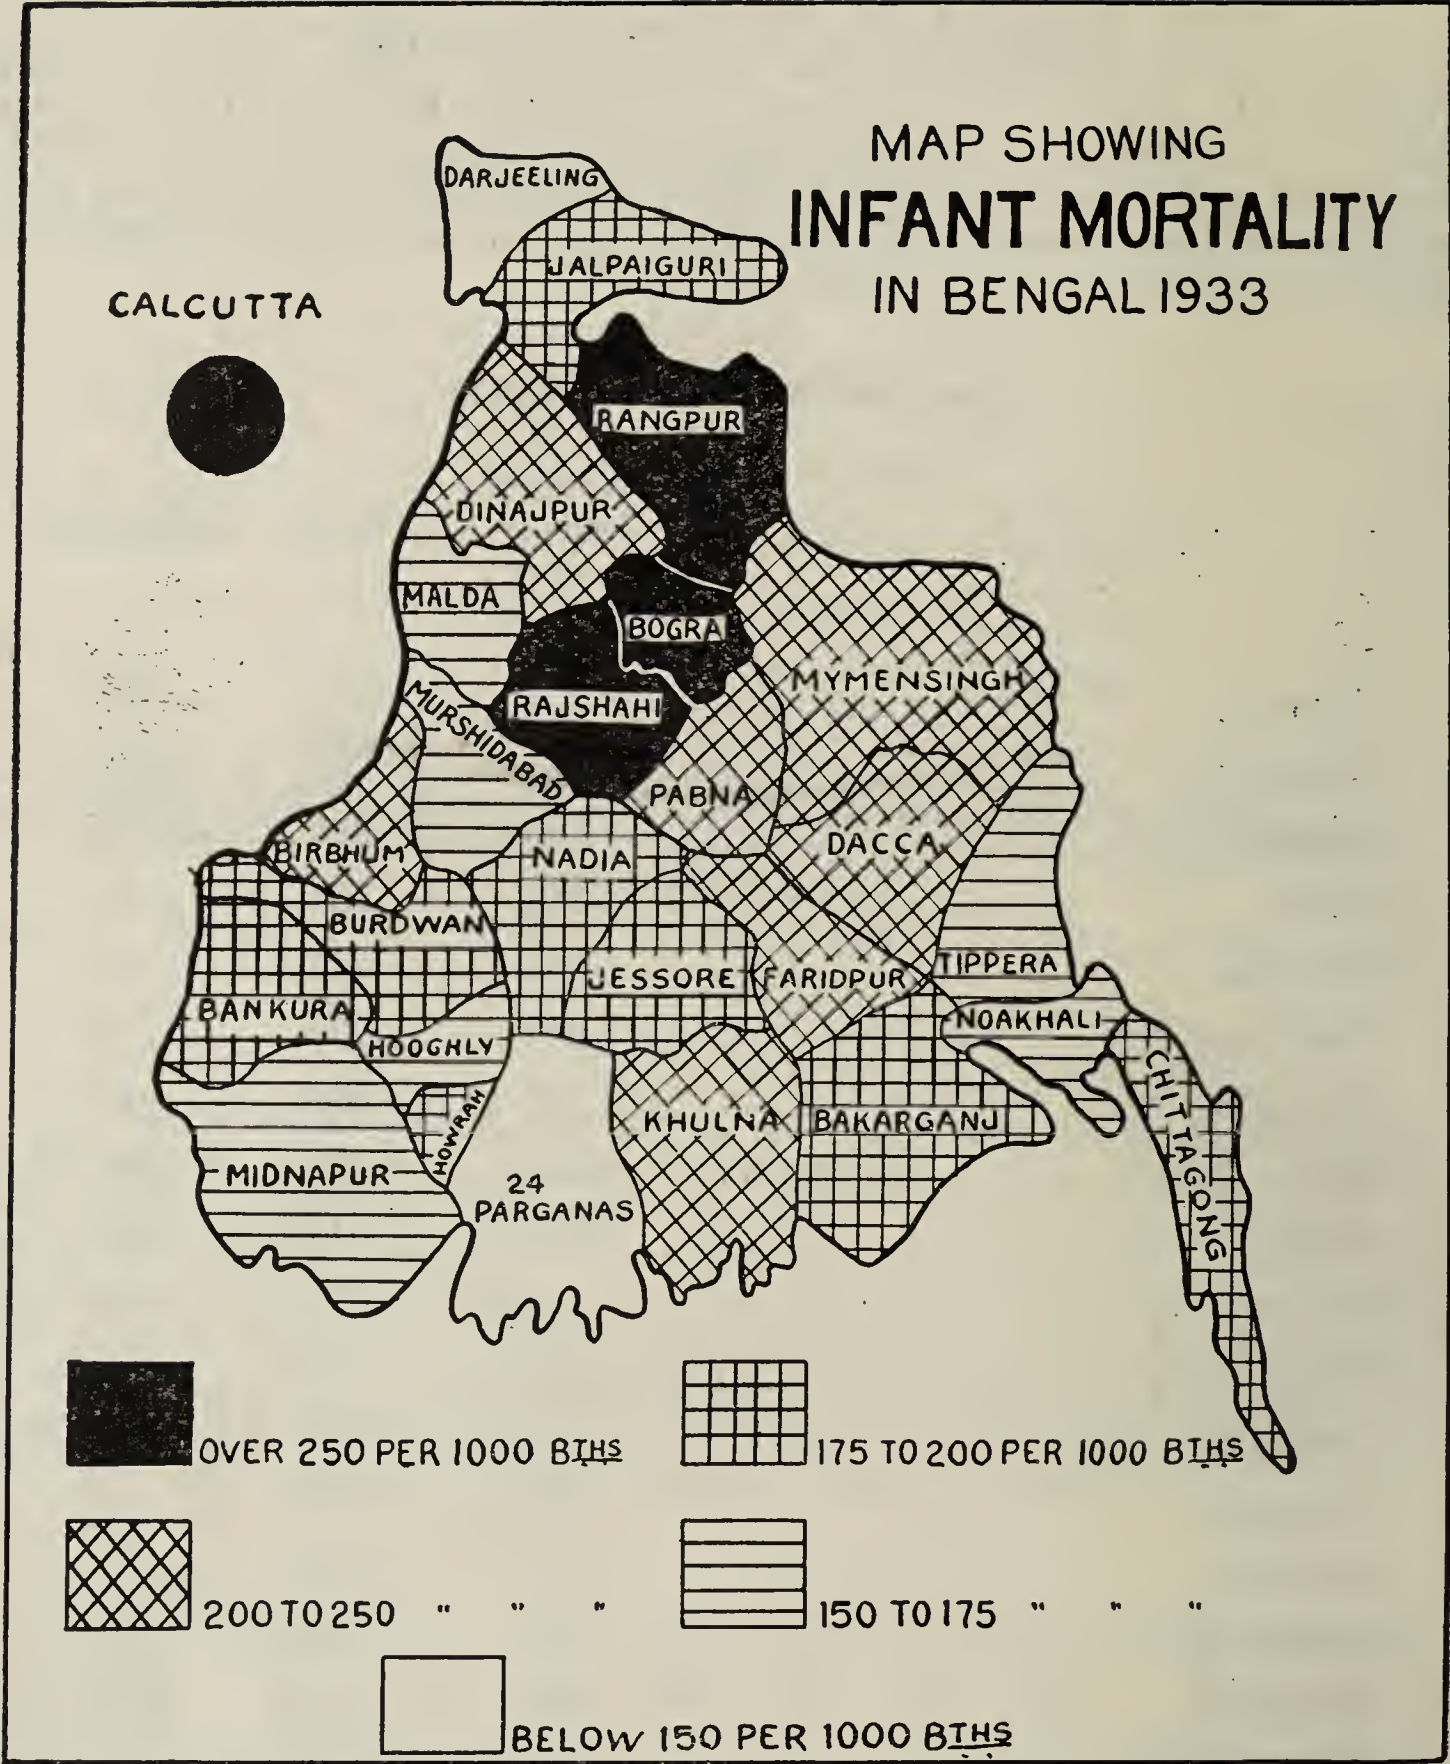 MAP SHOWING
INFANT MORTALITY
IN BENGAL 1933
CALCUTTA
DARJEELING
JALPAIGURI
RANGPUR
DINAJPUR
MALDA
BOGRA
MYMENSINGH
RAJSHAHI
MURSHIDABAD
PABNA
DACCA
BIRBHUM
NADIA
BURDWAN
JESSORE
FARIDPUR
TIPPERA
BANKURA
NOAKHALI
HOOGHLY
CHITTAGONG
HOWRAH
KHULNA
BAKARGANJ
MIDNAPUR
24
PARGANAS
OVER 250 PER 1000 BTHS
175 TO 200 PER 1000 BTHS
200 TO 250 " " "
150 TO 175 " " "
BELOW 150 PER 1000 BTHS